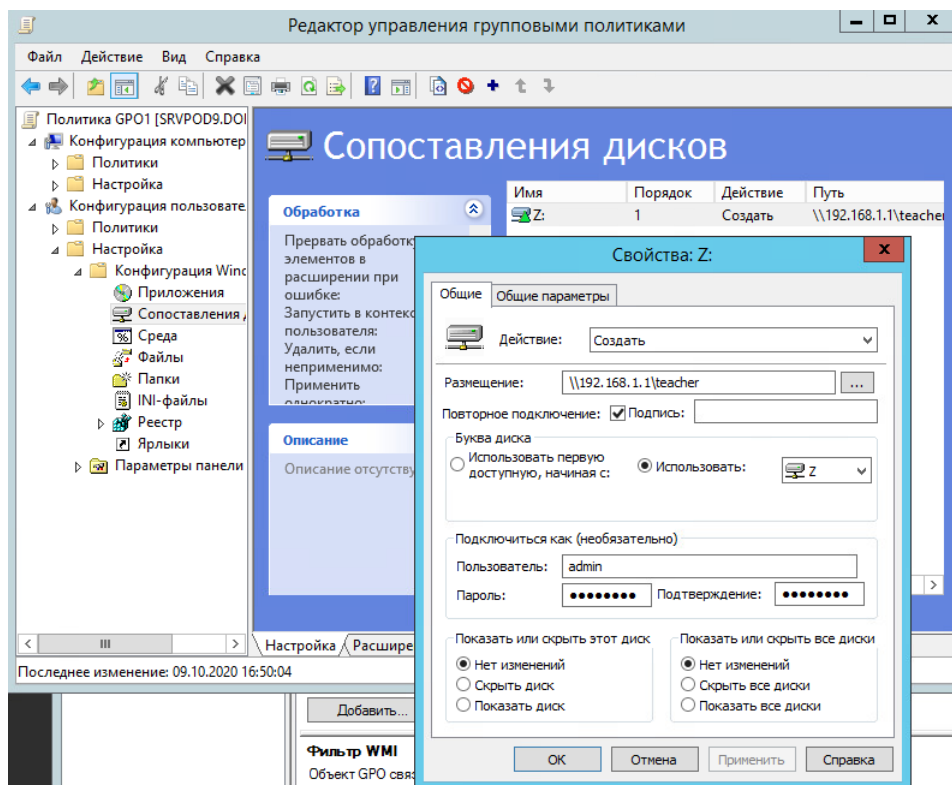 Редактор управления групповыми политиками
Файл Действие Вид Справка
Политика GPO1 [SRVPOD9.DOI
Конфигурация компьютер
Политики
Настройка
Конфигурация пользовате
Политики
Настройка
Конфигурация Winc
Приложения
Сопоставления
Среда
Файлы
Папки
INI-файлы
Реестр
Ярлыки
Параметры панели
Сопоставления дисков
Обработка
Прервать обработку
элементов в
расширении при
ошибке:
Запустить в контекс
пользователя:
Удалить, если
неприменимо:
Применить
однократно:
Описание
Описание отсутству
Имя Порядок Действие Путь
Z: 1 Создать \\192.168.1.1\teacher
Свойства: Z:
Общие Общие параметры
Действие: Создать
Размещение: \\192.168.1.1\teacher ...
Повторное подключение: Подпись:
Буква диска
Использовать первую
доступную, начиная с:
Использовать: Z
Подключиться как (необязательно)
Пользователь: admin
Пароль: Подтверждение:
Показать или скрыть этот диск
Нет изменений
Скрыть диск
Показать диск
Показать или скрыть все диски
Нет изменений
Скрыть все диски
Показать все диски
OK Отмена Применить Справка
Настройка Расшире
Последнее изменение: 09.10.2020 16:50:04
Добавить...
Фильтр WMI
Объект GPO связ